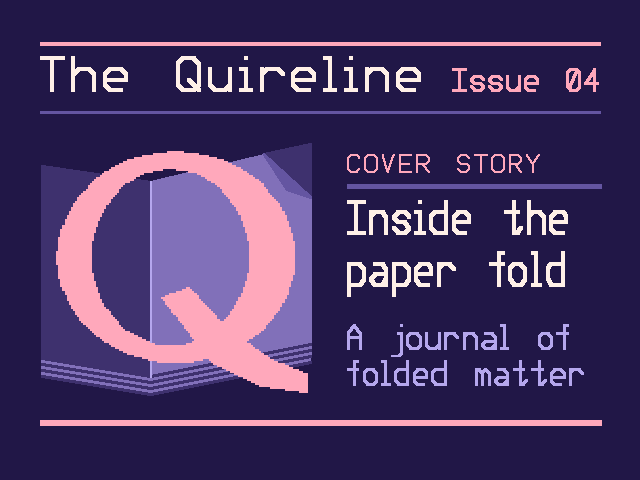 The Quireline Issue 04
Q
COVER STORY
Inside the
paper fold
A journal of
folded matter